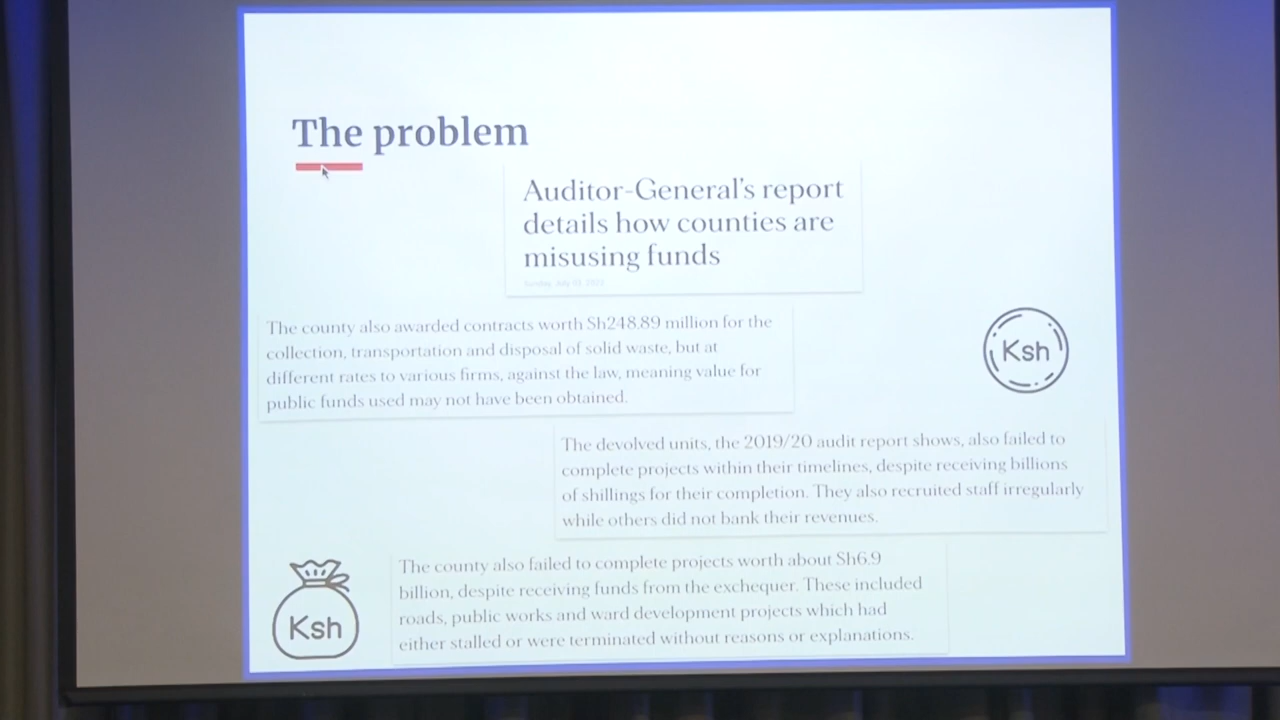 The problem
Auditor-General's report
details how counties are
misusing funds
Sunday, July 03, 2022
The county also awarded contracts worth Sh248.89 million for the
collection, transportation and disposal of solid waste, but at
different rates to various firms, against the law, meaning value for
public funds used may not have been obtained.
Ksh
The devolved units, the 2019/20 audit report shows, also failed to
complete projects within their timelines, despite receiving billions
of shillings for their completion. They also recruited staff irregularly
while others did not bank their revenues.
Ksh
The county also failed to complete projects worth about Sh6.9
billion, despite receiving funds from the exchequer. These included
roads, public works and ward development projects which had
either stalled or were terminated without reasons or explanations.